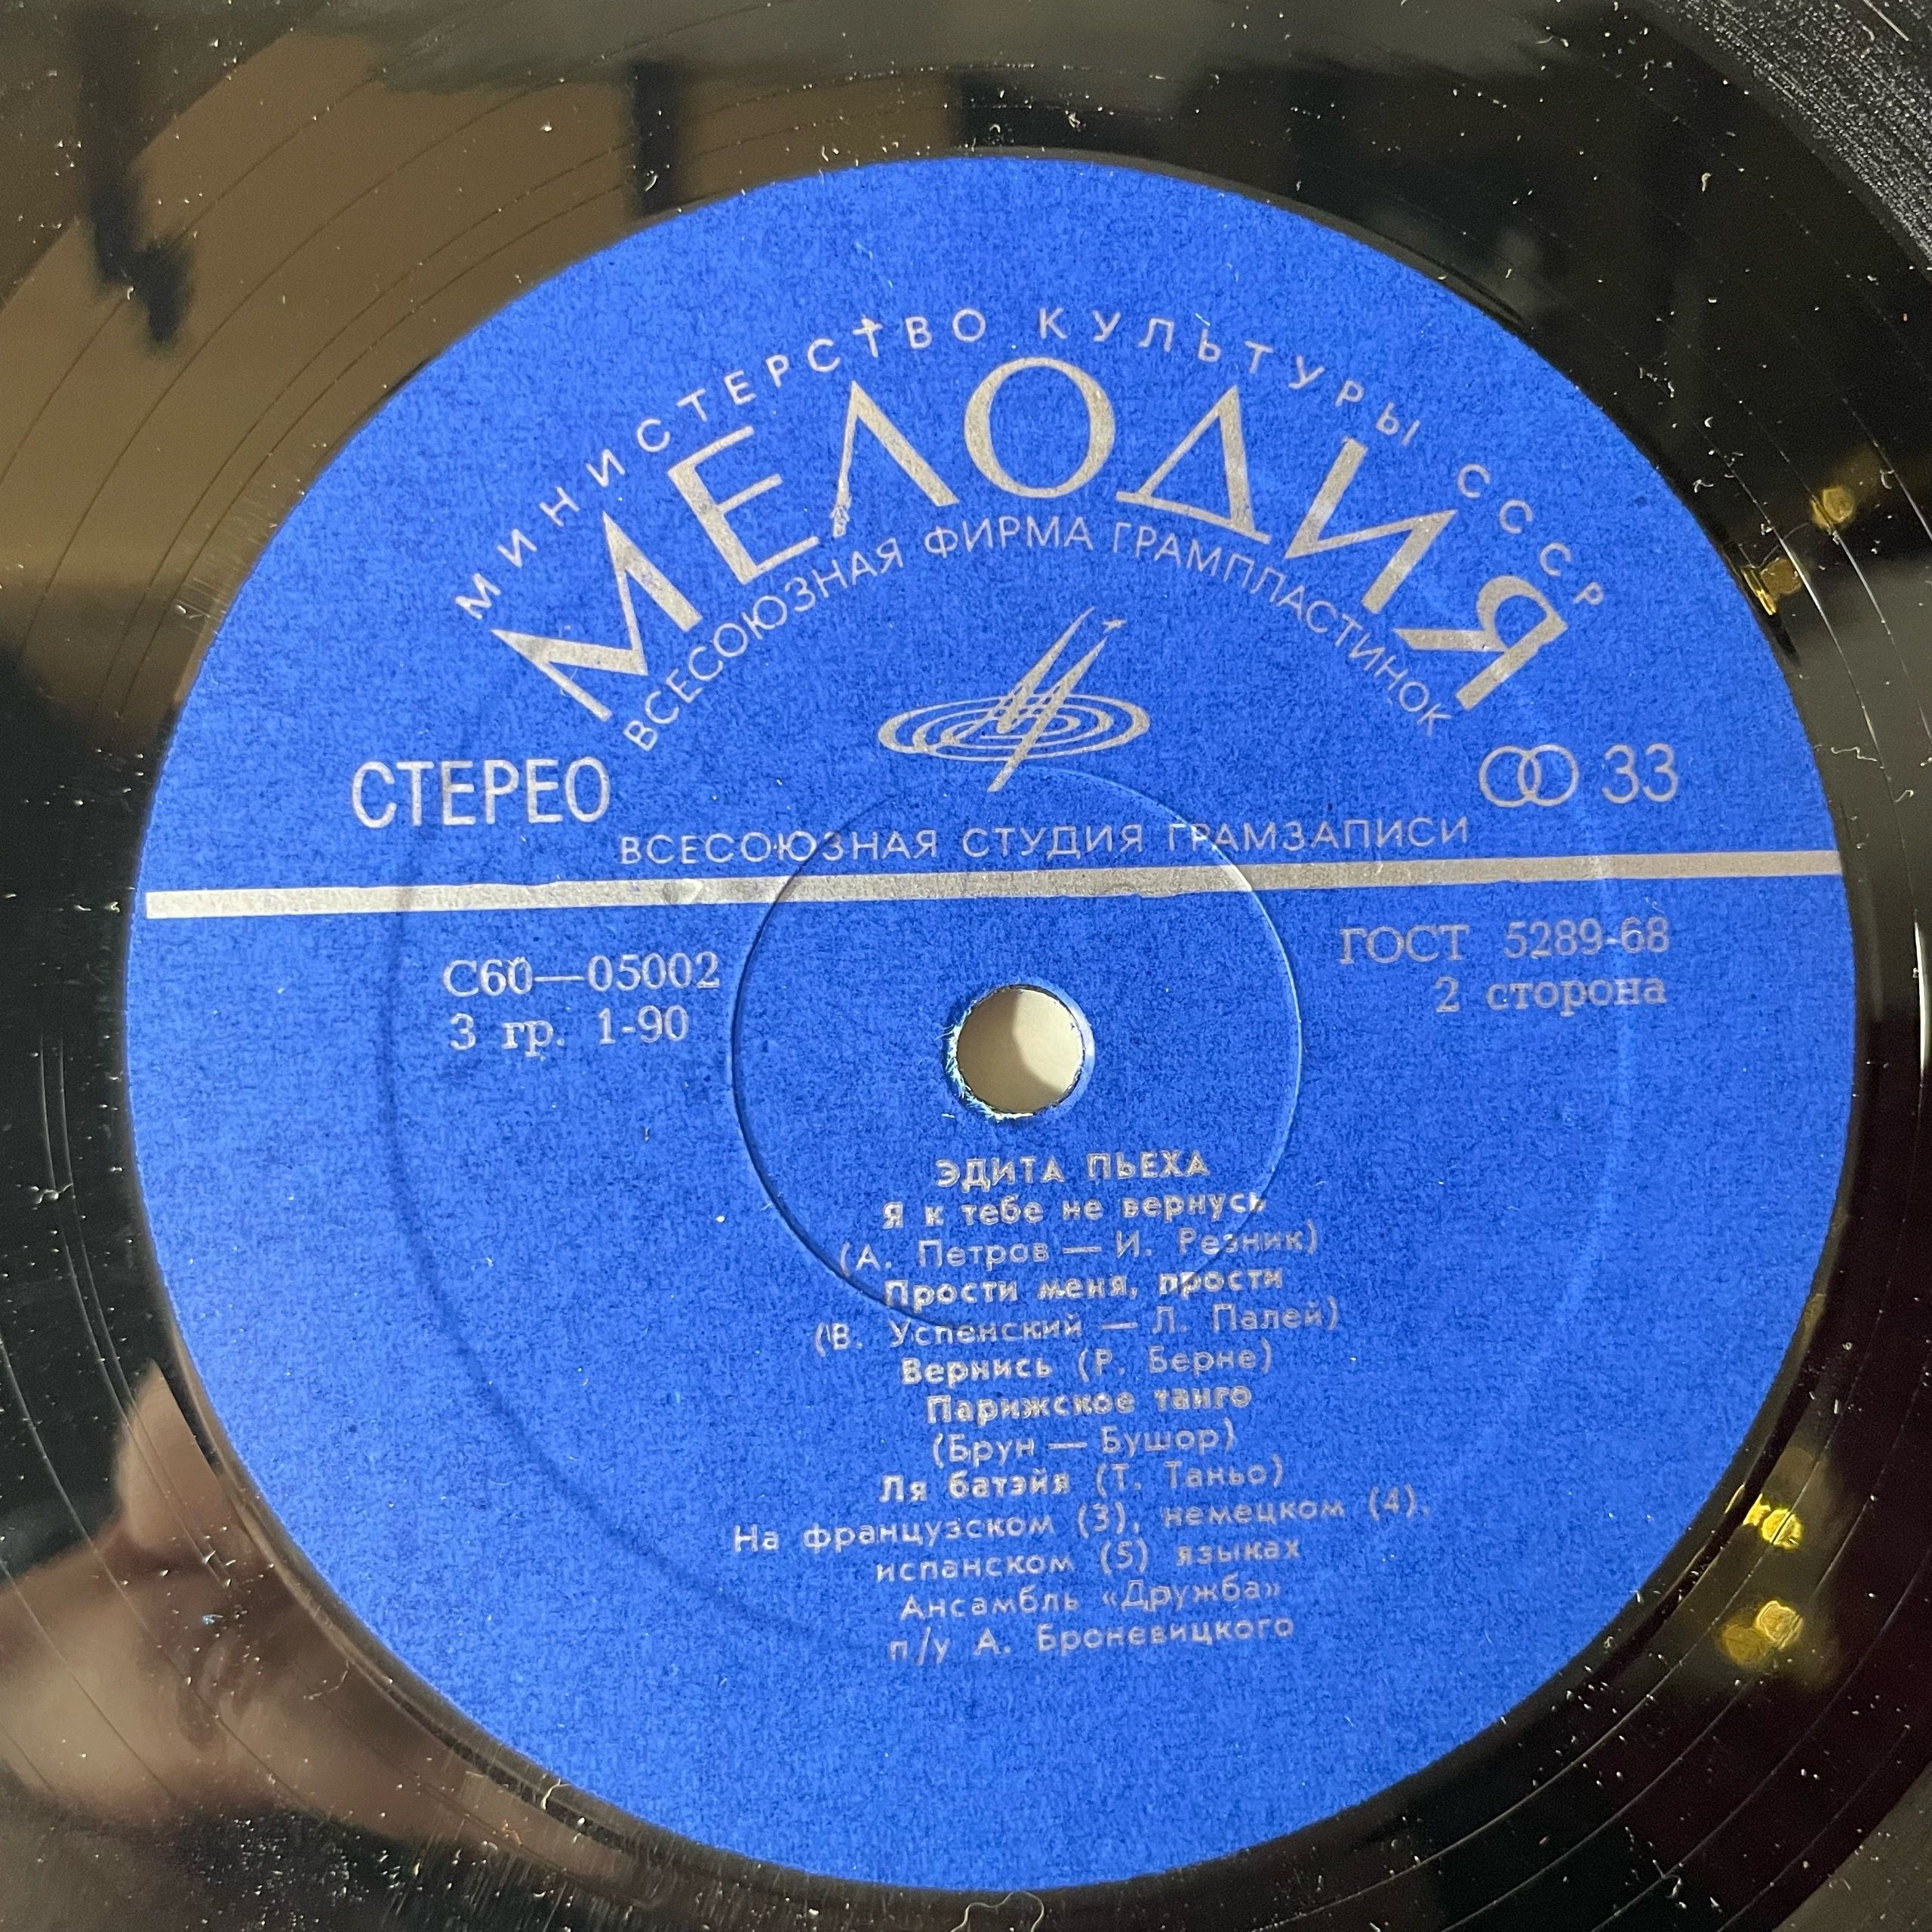 МИНИСТЕРСТВО КУЛЬТУРЫ СССР
МЕЛОДИЯ
ВСЕСОЮЗНАЯ ФИРМА ГРАМПЛАСТИНОК
СТЕРЕО
33
ВСЕСОЮЗНАЯ СТУДИЯ ГРАМЗАПИСИ
С60—05002
3 гр. 1-90
ГОСТ 5289-68
2 сторона
ЭДИТА ПЬЕХА
Я к тебе не вернусь
(А. Петров — И. Резник)
Прости меня, прости
(В. Успенский — Л. Палей)
Вернись (Р. Берне)
Парижское танго
(Брун — Бушор)
Ля батэйя (Т. Таньо)
На французском (3), немецком (4),
испанском (5) языках
Ансамбль «Дружба»
п/у А. Броневицкого